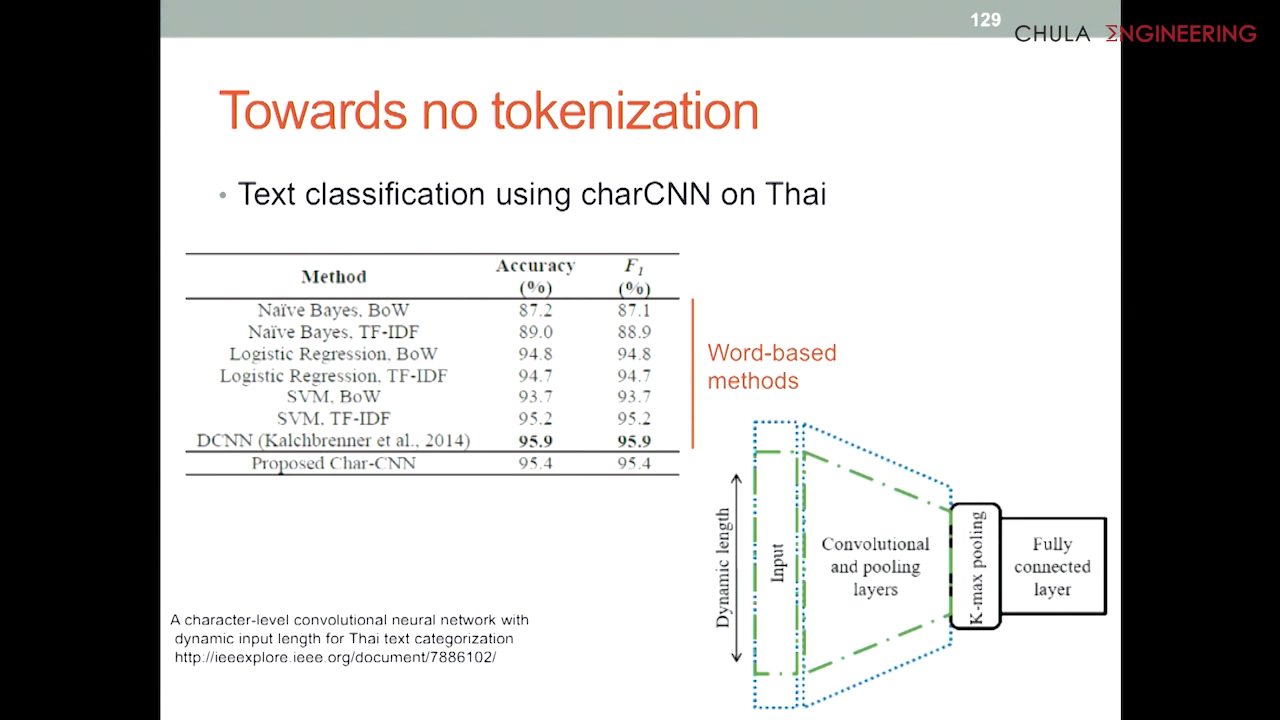 129
CHULA ΣNGINEERING
Towards no tokenization
• Text classification using charCNN on Thai
Method Accuracy (%) F1 (%)
Naïve Bayes, BoW 87.2 87.1
Naïve Bayes, TF-IDF 89.0 88.9
Logistic Regression, BoW 94.8 94.8
Logistic Regression, TF-IDF 94.7 94.7
SVM, BoW 93.7 93.7
SVM, TF-IDF 95.2 95.2
DCNN (Kalchbrenner et al., 2014) 95.9 95.9
Proposed Char-CNN 95.4 95.4
Word-based
methods
Dynamic length
Input
Convolutional
and pooling
layers
K-max pooling
Fully
connected
layer
A character-level convolutional neural network with
dynamic input length for Thai text categorization
http://ieeexplore.ieee.org/document/7886102/